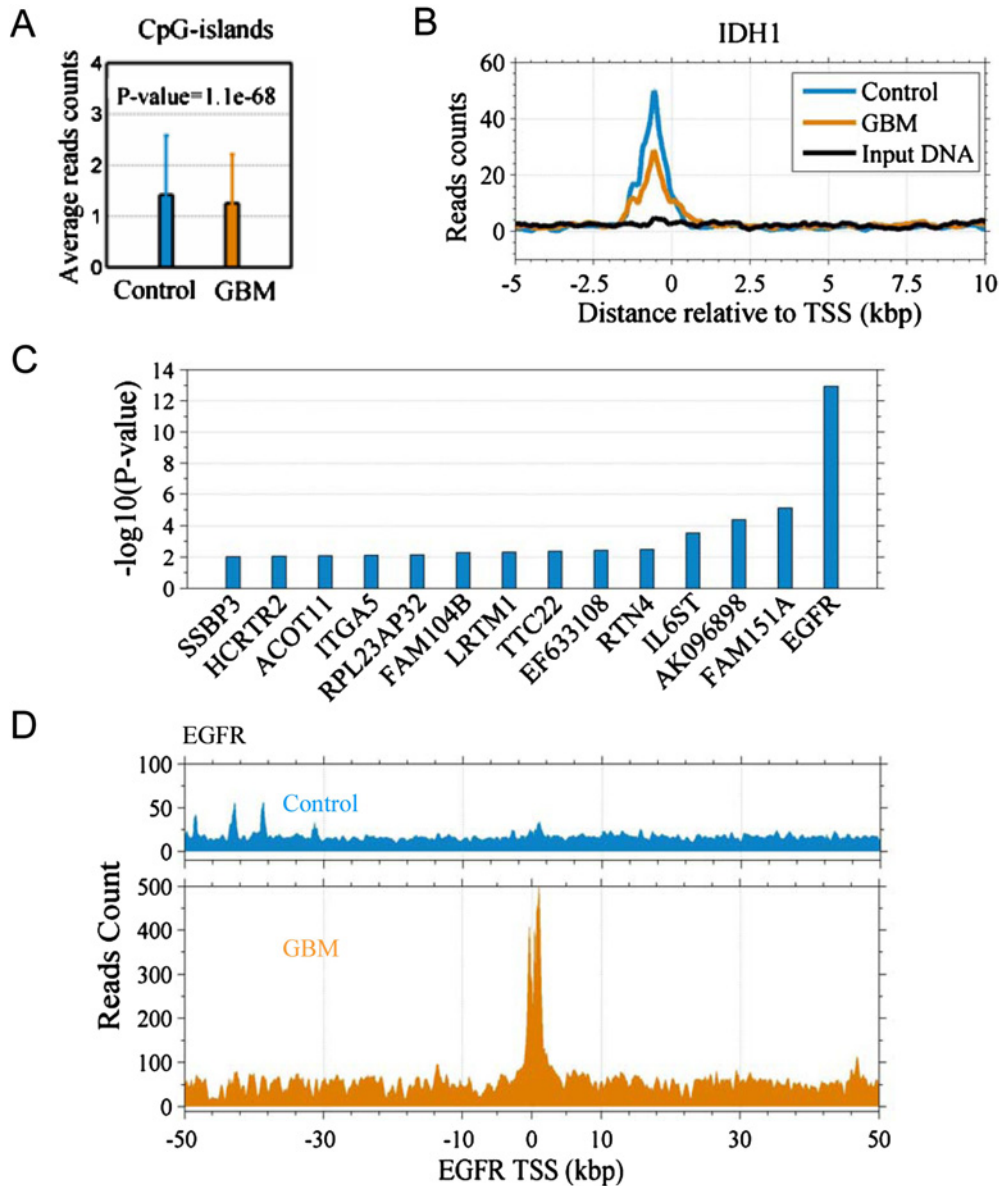 A
CpG-islands
Average reads counts
4
3
2
1
0
P-value=1.1e-68
Control GBM
B
IDH1
Reads counts
60
40
20
0
Control
GBM
Input DNA
-5 -2.5 0 2.5 5 7.5 10
Distance relative to TSS (kbp)
C
-log10(P-value)
14
12
10
8
6
4
2
0
SSBP3
HCRTR2
ACOT11
ITGA5
RPL23AP32
FAM104B
LRTM1
TTC22
EF633108
RTN4
IL6ST
AK096898
FAM151A
EGFR
D
EGFR
Reads Count
100
50
0
Control
500
400
300
200
100
0
GBM
-50 -30 -10 0 10 30 50
EGFR TSS (kbp)